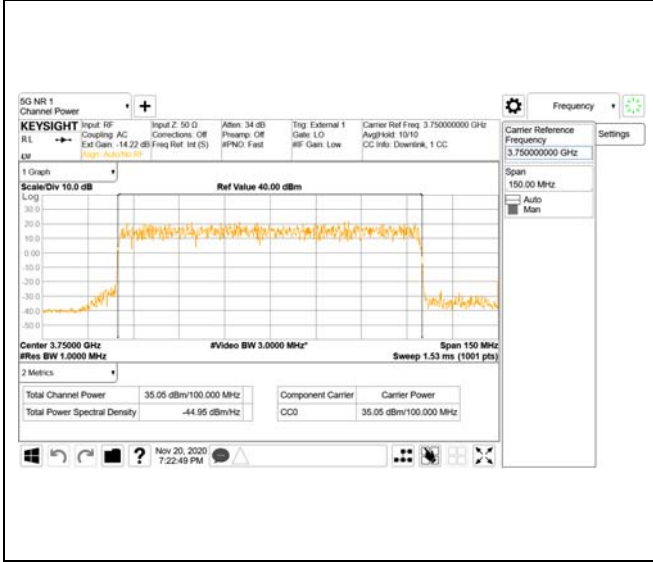 5G NR 1
Channel Power
+
Frequency
KEYSIGHT
RL
Input: RF
Coupling: AC
Ext Gain: -14.22 dB
Align: Auto/No RF
Input Z: 50 Ω
Corrections: Off
Freq Ref: Int (S)
Atten: 34 dB
Preamp: Off
#PNO: Fast
Trig: External 1
Gate: LO
#IF Gain: Low
Carrier Ref Freq: 3.750000000 GHz
Avg|Hold: 10/10
CC Info: Downlink, 1 CC
Carrier Reference
Frequency
3.750000000 GHz
Settings
Span
150.00 MHz
Auto
Man
1 Graph
Scale/Div 10.0 dB
Ref Value 40.00 dBm
Log
30.0
20.0
10.0
0.00
-10.0
-20.0
-30.0
-40.0
-50.0
Center 3.75000 GHz
#Video BW 3.0000 MHz*
Span 150 MHz
#Res BW 1.0000 MHz
Sweep 1.53 ms (1001 pts)
2 Metrics
Total Channel Power 35.05 dBm/100.000 MHz
Total Power Spectral Density -44.95 dBm/Hz
Component Carrier Carrier Power
CC0 35.05 dBm/100.000 MHz
?
Nov 20, 2020
7:22:49 PM